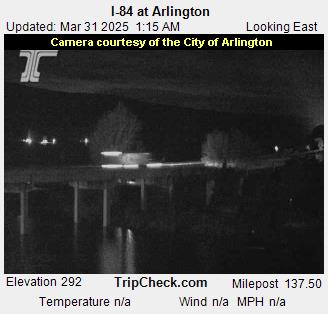 I-84 at Arlington
Updated: Mar 31 2025 1:15 AM Looking East
Camera courtesy of the City of Arlington
Elevation 292 TripCheck.com Milepost 137.50
Temperature n/a Wind n/a MPH n/a